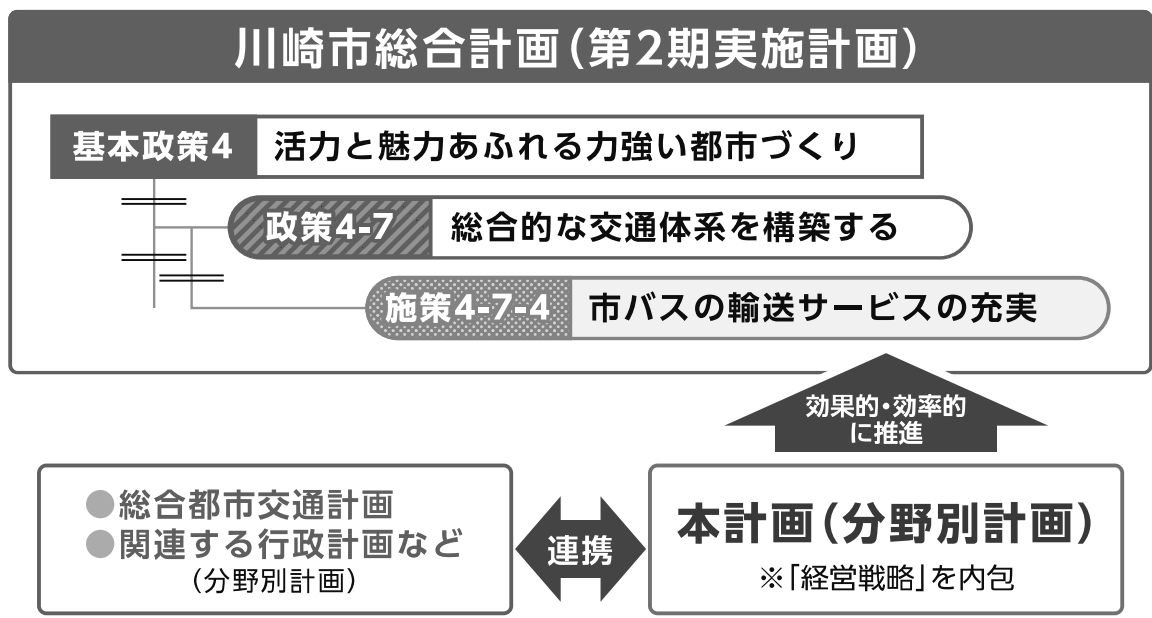 川崎市総合計画（第2期実施計画）
基本政策4 活力と魅力あふれる力強い都市づくり
政策4-7 総合的な交通体系を構築する
施策4-7-4 市バスの輸送サービスの充実
効果的・効率的
に推進
●総合都市交通計画
●関連する行政計画など
（分野別計画）
連携
本計画（分野別計画）
※「経営戦略」を内包